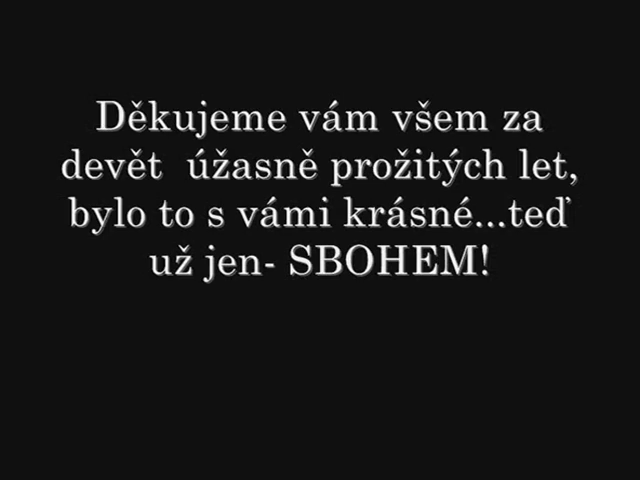 Děkujeme vám všem za
devět  úžasně prožitých let,
bylo to s vámi krásné...teď
už jen- SBOHEM!